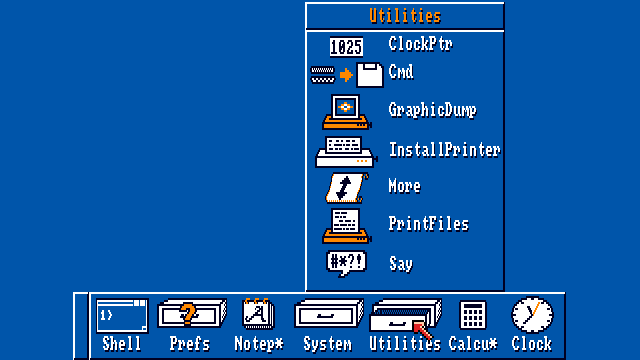 Utilities
1025 ClockPtr
Cmd
GraphicDump
InstallPrinter
More
PrintFiles
#*?! Say
1>
?
A
Shell Prefs Notep* System Utilities Calcu* Clock